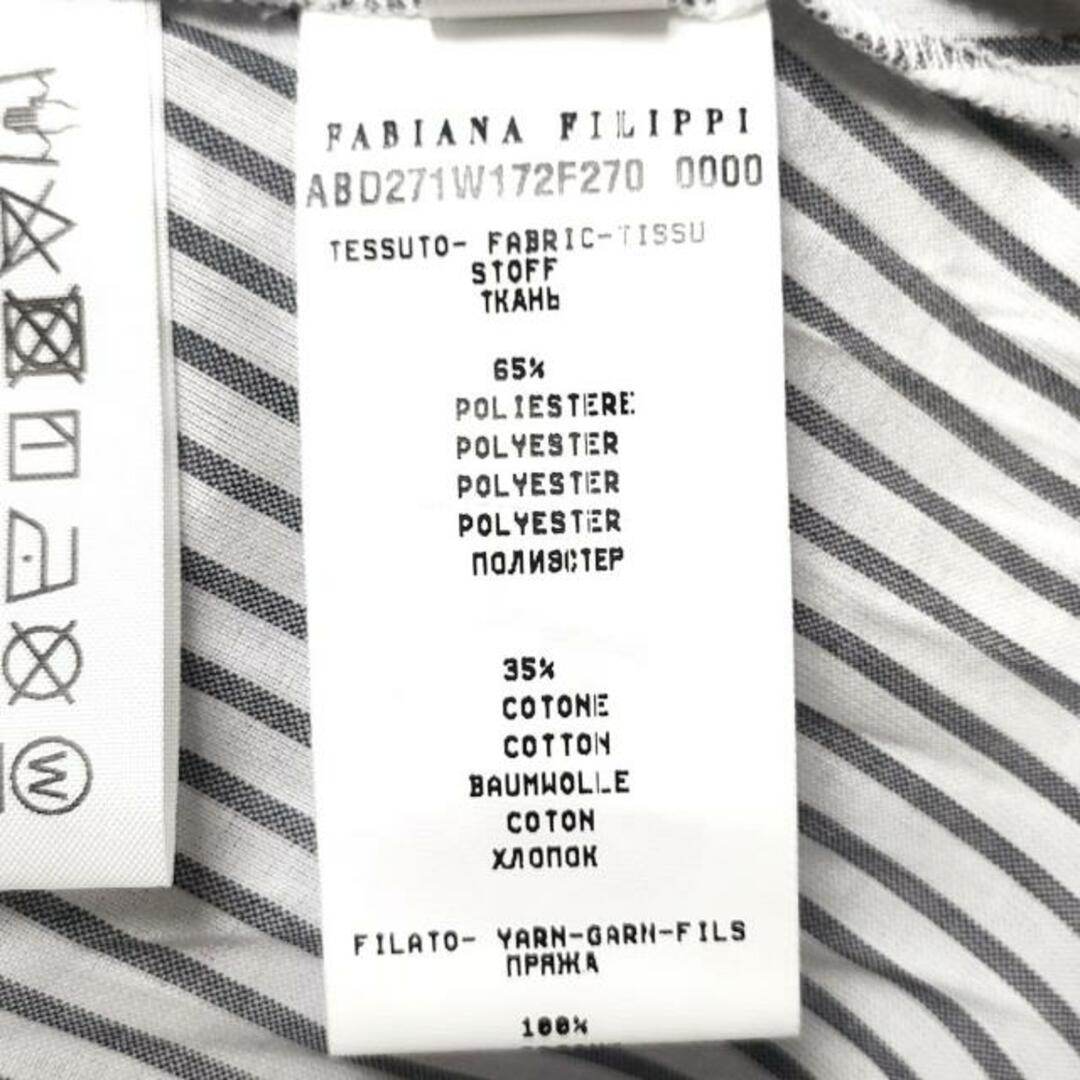 FABIANA FILIPPI
ABD271W172F270 0000
TESSUTO- FABRIC-TISSU
STOFF
ТКАНЬ
65%
POLIESTERE
POLYESTER
POLYESTER
POLYESTER
ПОЛИЭСТЕР
35%
COTONE
COTTON
BAUMWOLLE
COTON
ХЛОПОК
FILATO- YARN-GARN-FILS
ПРЯЖА
100%
W